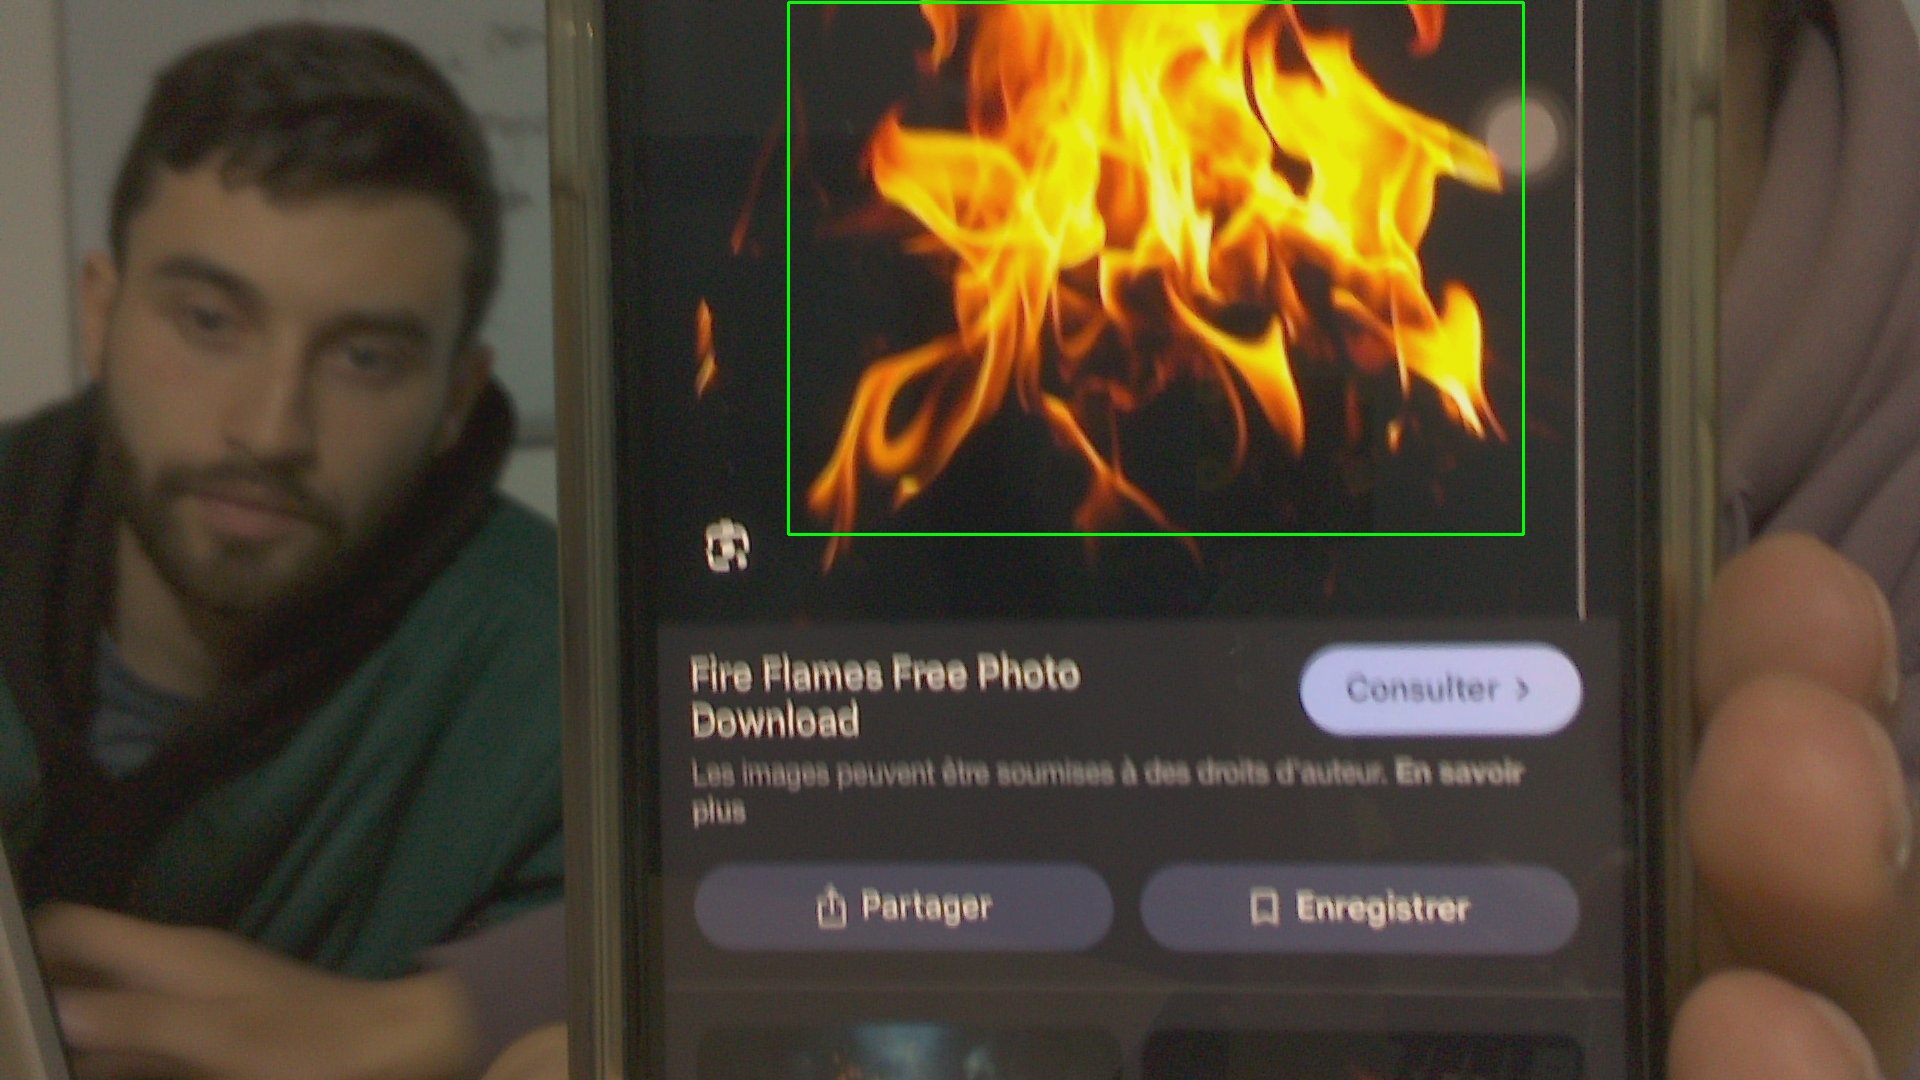 Fire Flames Free Photo
Download
Consulter
Les images peuvent être soumises à des droits d'auteur. En savoir
plus
Partager
Enregistrer